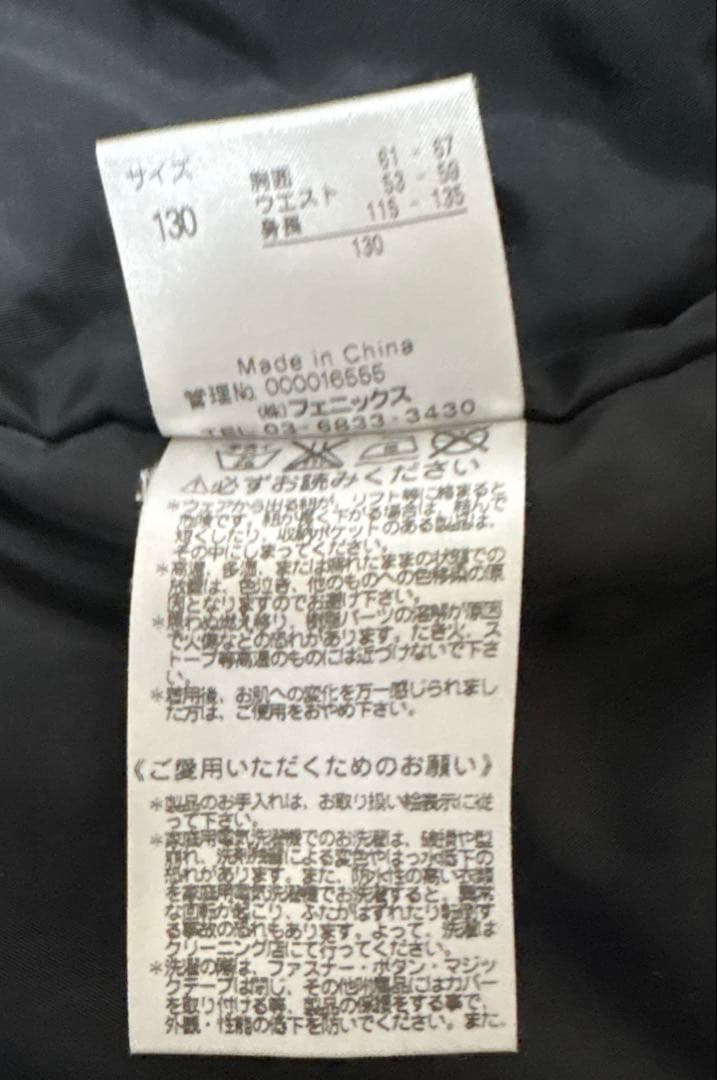 サイズ 胸囲 61 - 67
130 ウエスト 53 - 59
身長 115 - 135
130
Made in China
管理No. 000016555
(株)フェニックス
TEL 03-6833-3430
⚠必ずお読みください
*ウェアから出る紐が、リフト等に絡まると
危険です。紐が長く下がる場合は、結んで
短くしたり、収納ポケットのある製品は、
その中にしまってください。
*高温、多湿、または濡れたままの状態での
放置は、色泣き、他のものへの色移染の原
因となりますのでお避け下さい。
*思わぬ燃え移り、樹脂パーツの溶解が原因
で火傷などの恐れがあります。たき火、ス
トーブ等高温のものには近づけないで下さ
い。
*着用後、お肌への変化を万一感じられまし
た方は、ご使用をおやめ下さい。
《ご愛用いただくためのお願い》
*製品のお手入れは、お取り扱い絵表示に従
って下さい。
*家庭用電気洗濯機でのお洗濯は、破損や型
崩れ、洗剤残留による変色やはっ水低下の
恐れがあります。また、防水性の高い衣類
を家庭用電気洗濯機でお洗濯すると、異常
な回転が起こり、ふたがはずれたり転倒す
る事故の恐れもあります。よって、洗濯は
クリーニング店にて行ってください。
*洗濯の際は、ファスナー・ボタン・マジッ
クテープは閉じ、その他附属品にはカバー
を取り付ける等、製品の保護をする事で、
外観・性能の低下を防いでください。また、